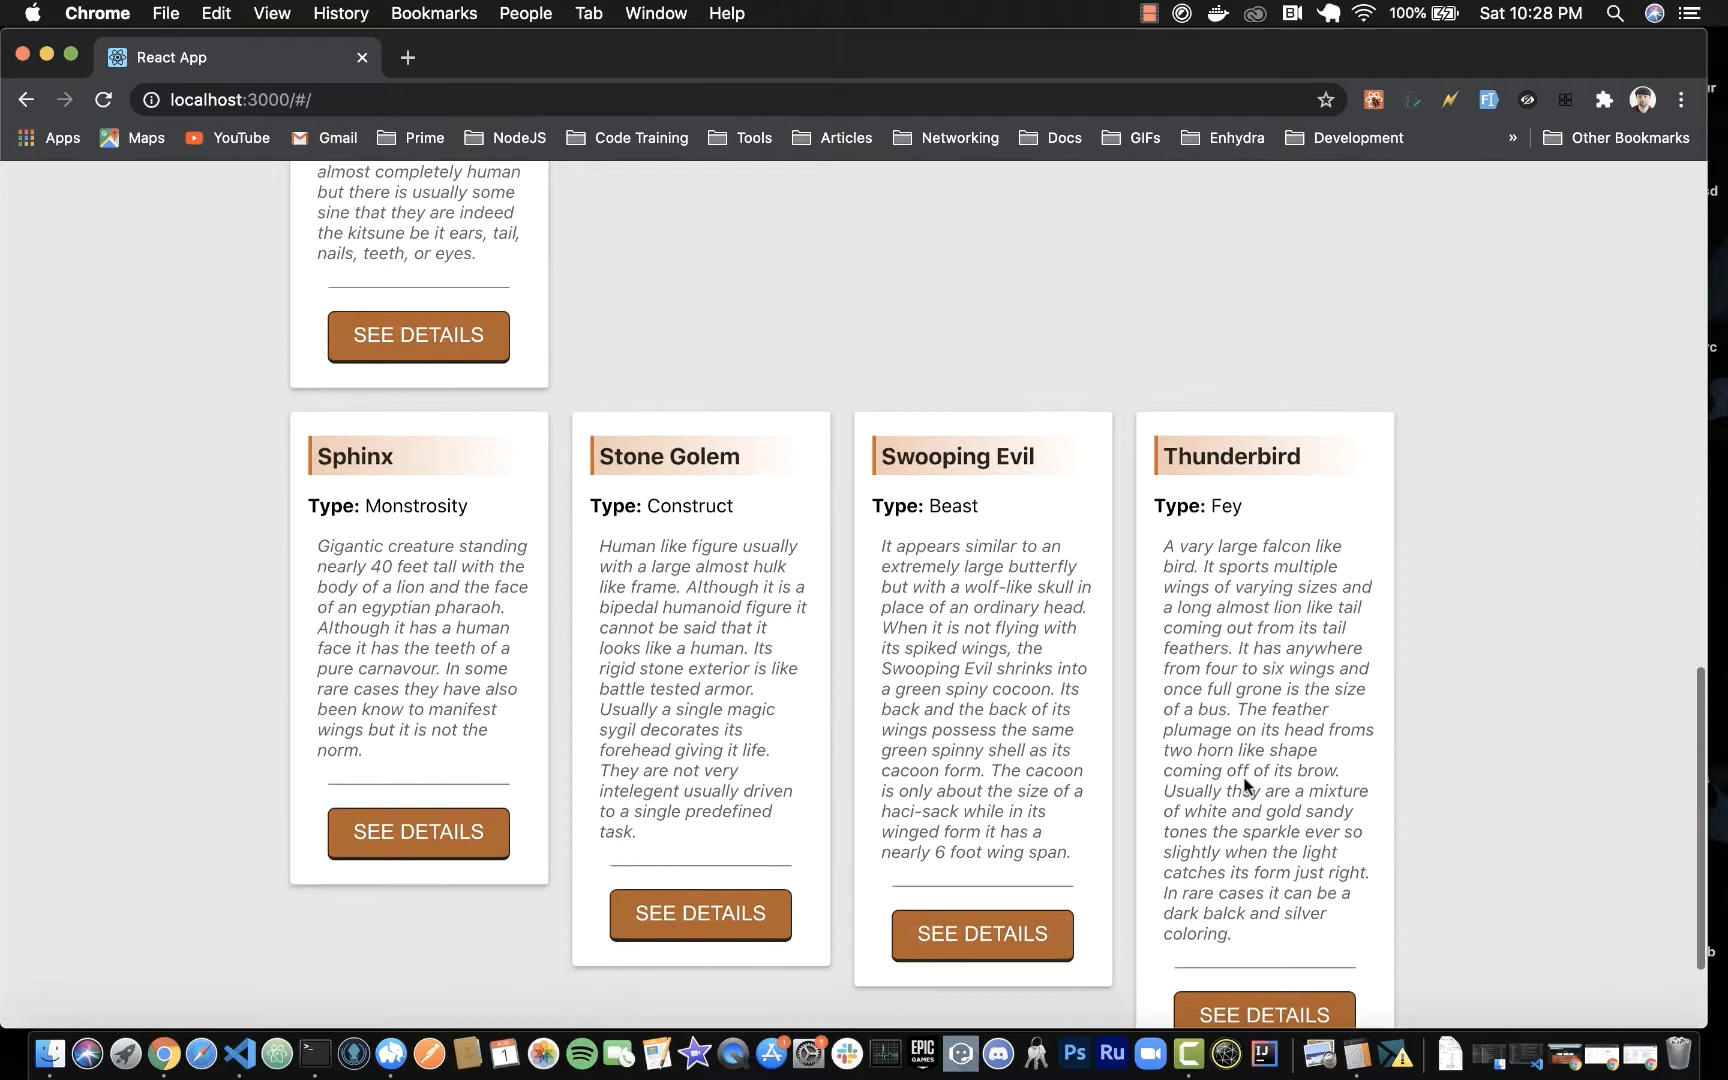 Chrome File Edit View History Bookmarks People Tab Window Help 100% Sat 10:28 PM
React App
localhost:3000/#/
Apps Maps YouTube Gmail Prime NodeJS Code Training Tools Articles Networking Docs GIFs Enhydra Development » Other Bookmarks
almost completely human
but there is usually some
sine that they are indeed
the kitsune be it ears, tail,
nails, teeth, or eyes.
SEE DETAILS
Sphinx
Type: Monstrosity
Gigantic creature standing
nearly 40 feet tall with the
body of a lion and the face
of an egyptian pharaoh.
Although it has a human
face it has the teeth of a
pure carnavour. In some
rare cases they have also
been know to manifest
wings but it is not the
norm.
SEE DETAILS
Stone Golem
Type: Construct
Human like figure usually
with a large almost hulk
like frame. Although it is a
bipedal humanoid figure it
cannot be said that it
looks like a human. Its
rigid stone exterior is like
battle tested armor.
Usually a single magic
sygil decorates its
forehead giving it life.
They are not very
intelegent usually driven
to a single predefined
task.
SEE DETAILS
Swooping Evil
Type: Beast
It appears similar to an
extremely large butterfly
but with a wolf-like skull in
place of an ordinary head.
When it is not flying with
its spiked wings, the
Swooping Evil shrinks into
a green spiny cocoon. Its
back and the back of its
wings possess the same
green spinny shell as its
cacoon form. The cacoon
is only about the size of a
haci-sack while in its
winged form it has a
nearly 6 foot wing span.
SEE DETAILS
Thunderbird
Type: Fey
A vary large falcon like
bird. It sports multiple
wings of varying sizes and
a long almost lion like tail
coming out from its tail
feathers. It has anywhere
from four to six wings and
once full grone is the size
of a bus. The feather
plumage on its head froms
two horn like shape
coming off of its brow.
Usually they are a mixture
of white and gold sandy
tones the sparkle ever so
slightly when the light
catches its form just right.
In rare cases it can be a
dark balck and silver
coloring.
SEE DETAILS
EPIC GAMES Ps Ru IJ